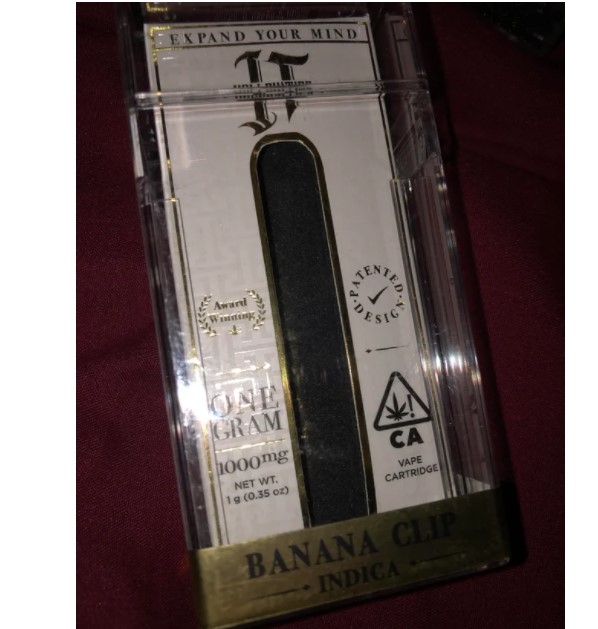 EXPAND YOUR MIND
Award
Winning
PATENTED
DESIGN
ONE
GRAM
1000mg
NET WT.
1 g (0.35 oz)
CA
VAPE
CARTRIDGE
BANANA CLIP
INDICA